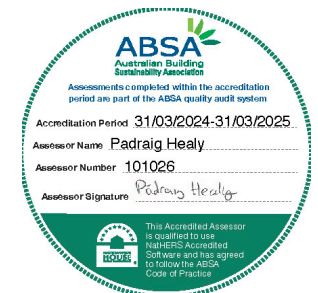 ABSA
Australian Building
Sustainability Association
Assessments completed within the accreditation
period are part of the ABSA quality audit system
Accreditation Period 31/03/2024-31/03/2025
Assessor Name Padraig Healy
Assessor Number 101026
Assessor Signature Padraig Healy
This Accredited Assessor
is qualified to use
NatHERS Accredited
Software and has agreed
to follow the ABSA
Code of Practice
HOUSE